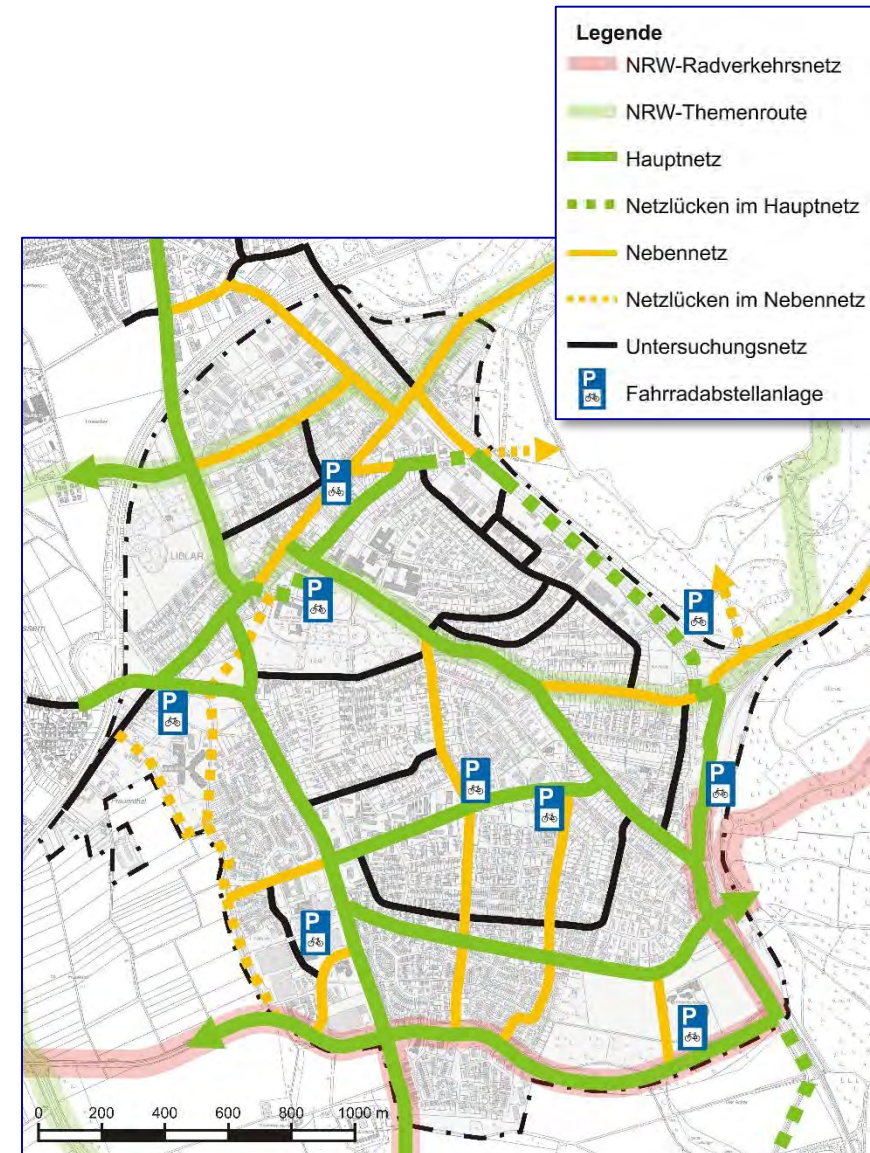 Legende
NRW-Radverkehrsnetz
NRW-Themenroute
Hauptnetz
Netzlücken im Hauptnetz
Nebennetz
Netzlücken im Nebennetz
Untersuchungsnetz
P Fahrradabstellanlage
P
LIBLAR
P
P
P
P
P
P
Frauenthal
P
P
0 200 400 600 800 1000 m